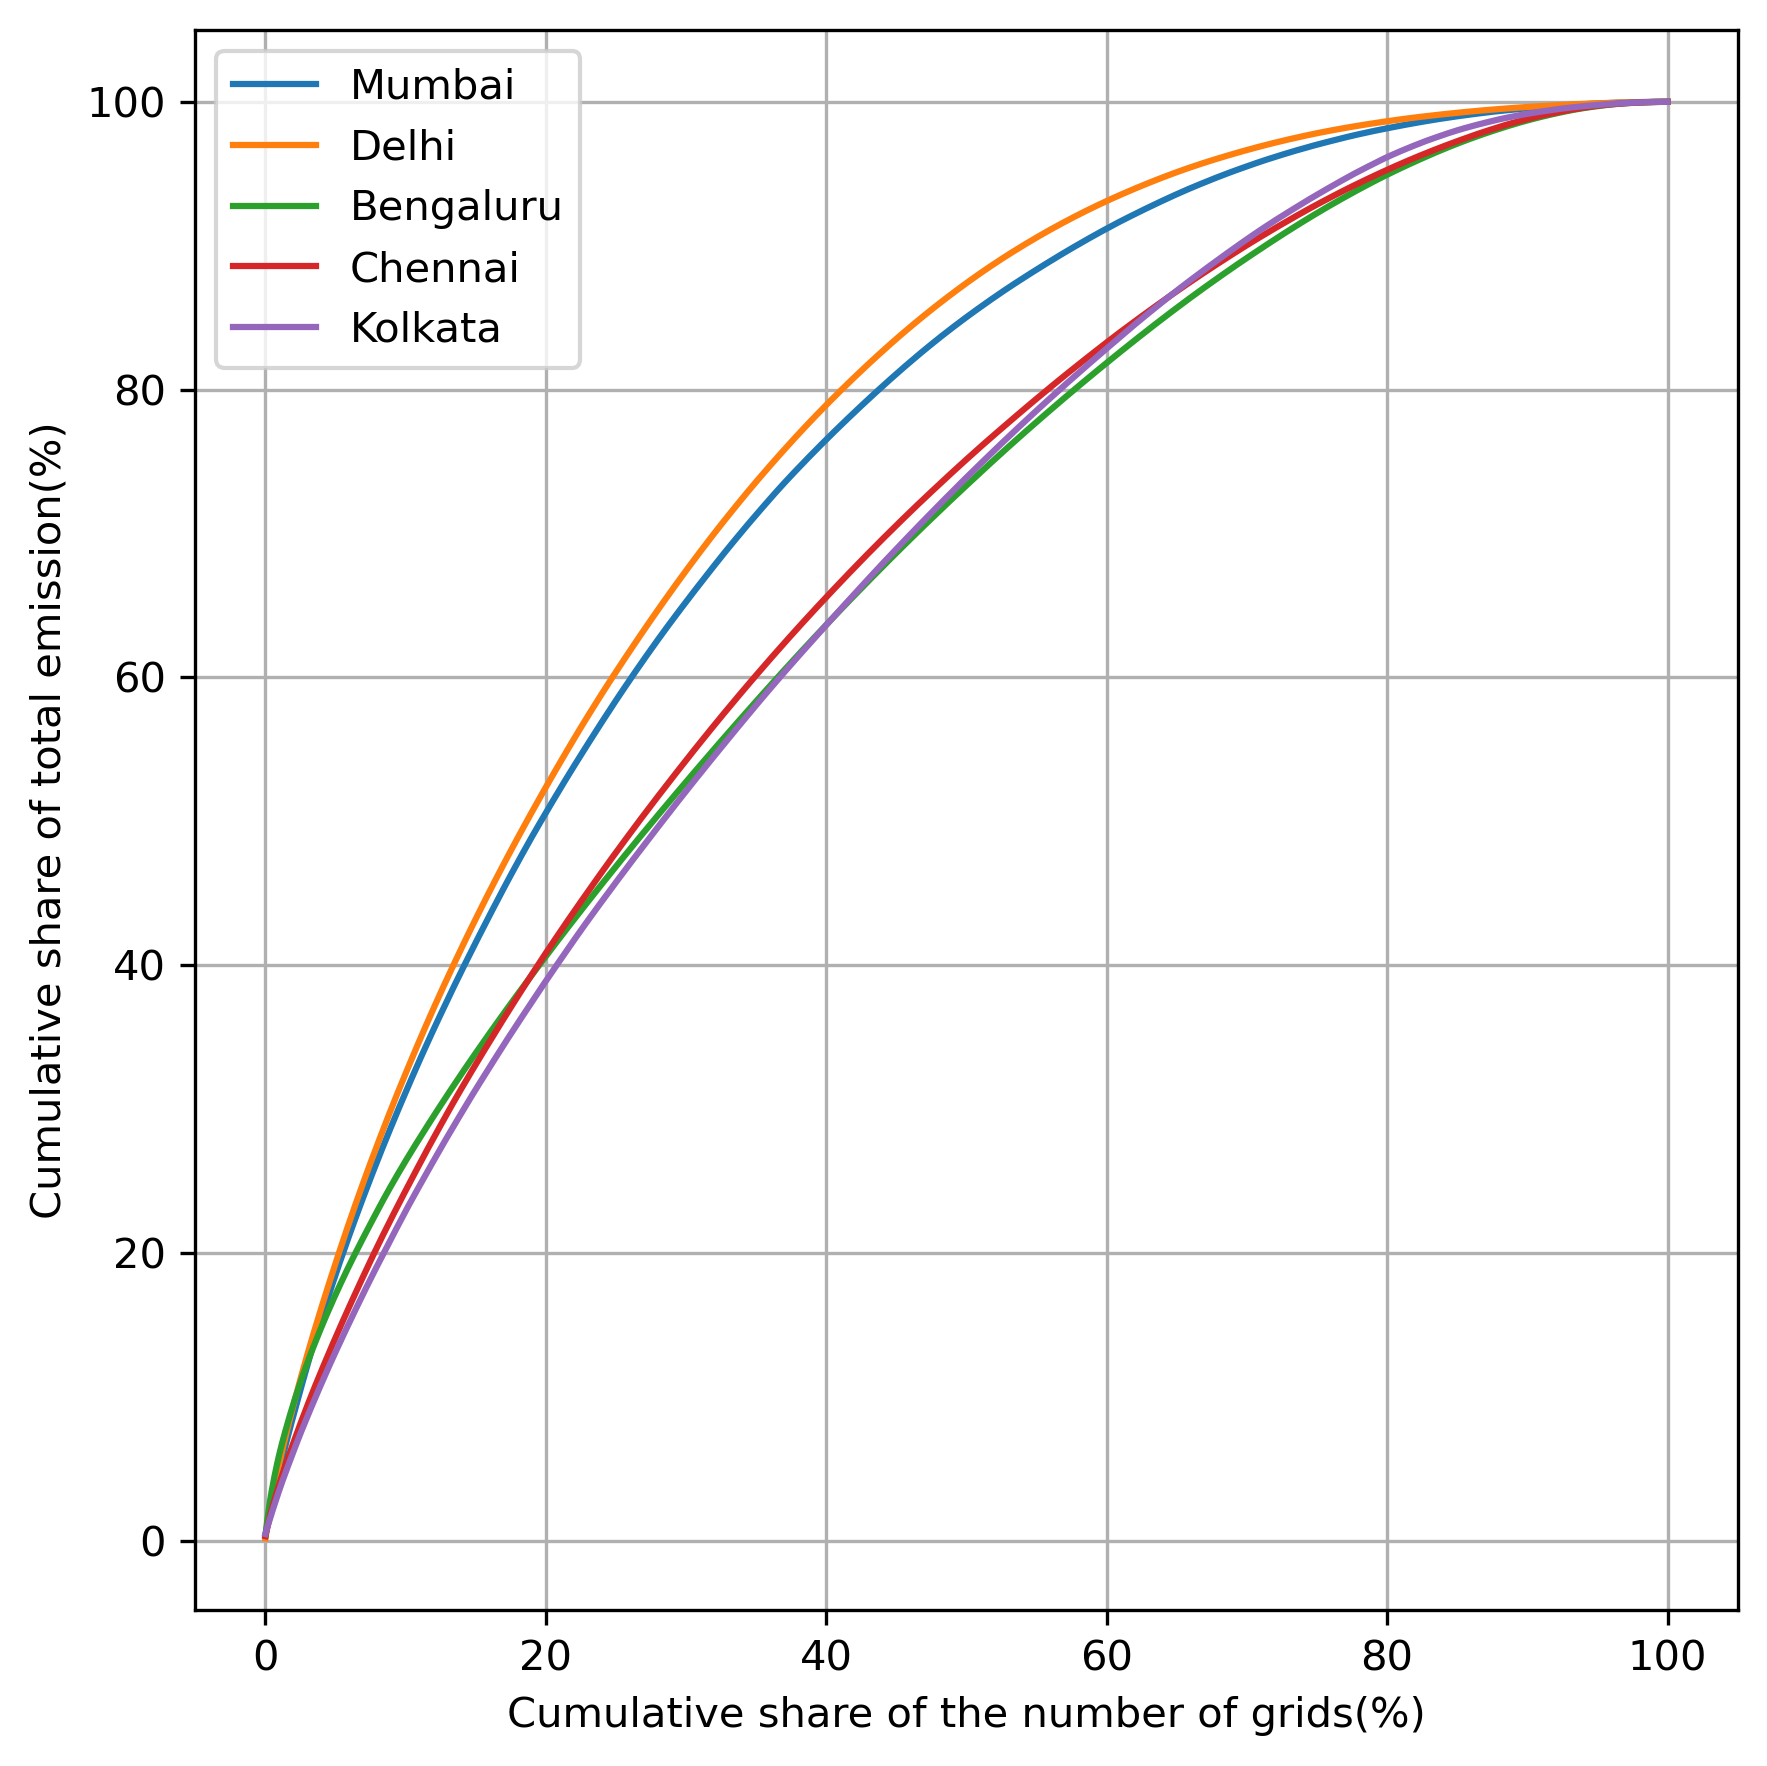 Mumbai
Delhi
Bengaluru
Chennai
Kolkata
100
80
60
40
20
0
Cumulative share of total emission(%)
0 20 40 60 80 100
Cumulative share of the number of grids(%)